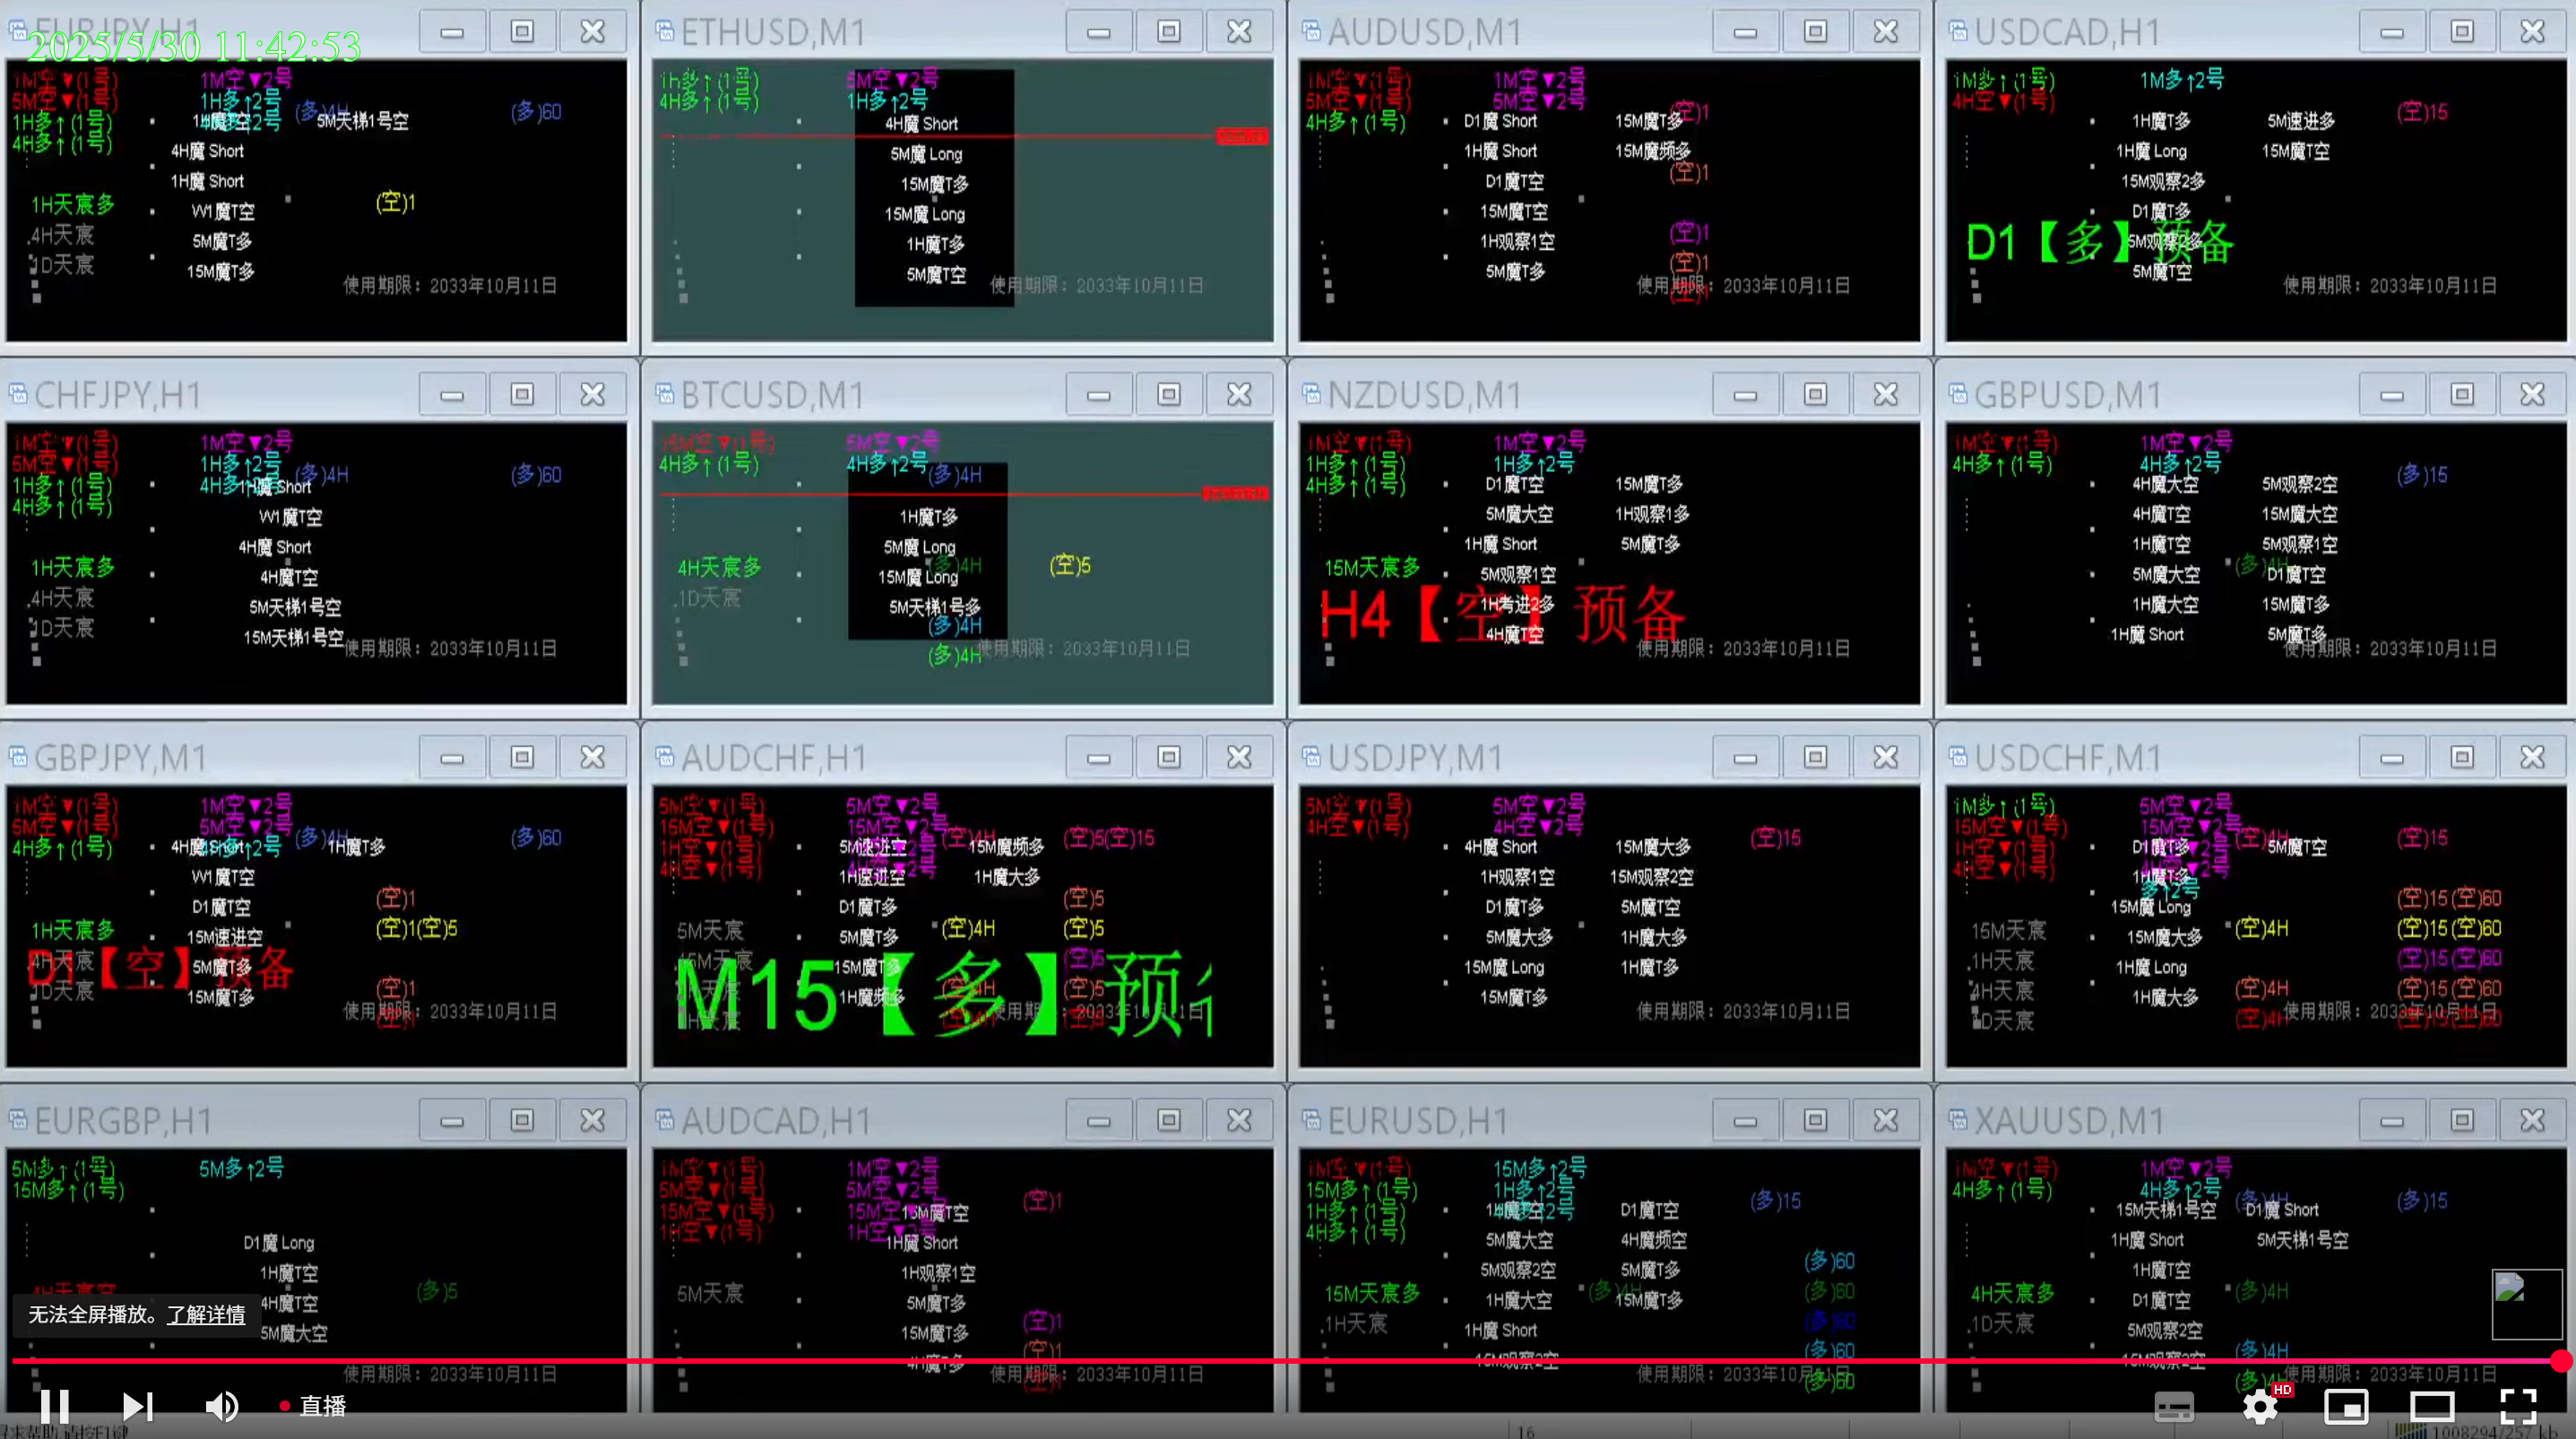 2025/5/30 11:42:53
EURJPY,H1
1M空▼(1号)
1M空▼2号
5M空▼(1号)
1H多↑2号
(多)4H
(多)60
1H多↑(1号)
5M天梯1号空
4H多↑(1号)
4H魔 Short
1H魔 Short
1H天宸多
W1魔T空
(空)1
.4H天宸
5M魔T多
1D天宸
15M魔T多
使用期限：2033年10月11日
ETHUSD,M1
1H多↑(1号)
5M空▼2号
4H多↑(1号)
1H多↑2号
4H魔 Short
5M魔 Long
15M魔T多
15M魔 Long
1H魔T多
5M魔T空
使用期限：2033年10月11日
AUDUSD,M1
1M空▼(1号)
1M空▼2号
5M空▼(1号)
5M空▼2号
(空)1
4H多↑(1号)
D1魔 Short
15M魔T多
1H魔 Short
15M魔频多
(空)1
D1魔T空
15M魔T空
1H观察1空
(空)1
(空)1
5M魔T多
使用期限：2033年10月11日
USDCAD,H1
1M多↑(1号)
1M多↑2号
4H空▼(1号)
(空)15
1H魔T多
5M速进多
1H魔 Long
15M魔T空
15M观察2多
D1魔T多
D1【多】预备
5M观察2多
5M魔T空
使用期限：2033年10月11日
CHFJPY,H1
1M空▼(1号)
1M空▼2号
5M空▼(1号)
1H多↑2号
(多)4H
(多)60
1H多↑(1号)
4H多↑2号
1H魔 Short
4H多↑(1号)
W1魔T空
4H魔 Short
1H天宸多
4H魔T空
.4H天宸
5M天梯1号空
1D天宸
15M天梯1号空
使用期限：2033年10月11日
BTCUSD,M1
15M空▼(1号)
5M空▼2号
4H多↑(1号)
4H多↑2号
(多)4H
1H魔T多
5M魔 Long
4H天宸多
(多)4H
(空)5
15M魔 Long
.1D天宸
5M天梯1号多
(多)4H
(多)4H
使用期限：2033年10月11日
NZDUSD,M1
1M空▼(1号)
1M空▼2号
1H多↑(1号)
1H多↑2号
4H多↑(1号)
D1魔T空
15M魔T多
5M魔大空
1H观察1多
1H魔 Short
5M魔T多
15M天宸多
5M观察1空
H4【空】预备
1H考进2多
4H魔T空
使用期限：2033年10月11日
GBPUSD,M1
1M空▼(1号)
1M空▼2号
4H多↑(1号)
4H多↑2号
(多)15
4H魔大空
5M观察2空
4H魔T空
15M魔大空
1H魔T空
5M观察1空
(多)4H
5M魔大空
D1魔T空
1H魔大空
15M魔T多
1H魔 Short
5M魔T多
使用期限：2033年10月11日
GBPJPY,M1
1M空▼(1号)
1M空▼2号
5M空▼(1号)
5M空▼2号
(多)4H
(多)60
4H多↑(1号)
4H魔 Short
4H多↑2号
1H魔T多
W1魔T空
D1魔T空
(空)1
1H天宸多
15M速进空
(空)1(空)5
4H天宸
D1【空】预备
5M魔T多
1D天宸
15M魔T多
(空)1
使用期限：2033年10月11日
AUDCHF,H1
5M空▼(1号)
5M空▼2号
15M空▼(1号)
15M空▼2号
(空)4H
(空)5(空)15
1H空▼(1号)
5M速进空
15M魔频多
4H空▼(1号)
1H速进空
1H魔大多
D1魔T多
(空)5
5M天宸
5M魔T多
(空)4H
(空)5
15M天宸
15M魔T多
(空)5
M15【多】预
1H魔频多
(空)4H
(空)5
使用期限：2033年10月11日
USDJPY,M1
5M空▼(1号)
5M空▼2号
4H空▼(1号)
4H空▼2号
(空)15
4H魔 Short
15M魔大多
1H观察1空
15M观察2空
D1魔T多
5M魔T空
5M魔大多
1H魔大多
15M魔 Long
1H魔T多
15M魔T多
使用期限：2033年10月11日
USDCHF,M1
1M多↑(1号)
5M空▼2号
15M空▼(1号)
15M空▼2号
(空)4H
(空)15
1H空▼(1号)
D1魔T多
5M魔T空
4H空▼(1号)
1H魔T多
多↑2号
15M魔 Long
(空)15(空)60
15M天宸
15M魔大多
(空)4H
(空)15(空)60
.1H天宸
1H魔 Long
(空)15(空)60
4H天宸
1H魔大多
(空)4H
(空)15(空)60
1D天宸
(空)4H
(空)15(空)60
使用期限：2033年10月11日
EURGBP,H1
5M多↑(1号)
5M多↑2号
15M多↑(1号)
D1魔 Long
1H魔T空
4H天宸空
(多)5
4H魔T空
5M魔大空
使用期限：2033年10月11日
AUDCAD,H1
1M空▼(1号)
1M空▼2号
5M空▼(1号)
5M空▼2号
(空)1
15M空▼(1号)
15M空▼2号
15M魔T空
1H空▼(1号)
1H空▼2号
1H魔 Short
1H观察1空
5M天宸
5M魔T多
(空)1
15M魔T多
(空)1
4H魔T多
使用期限：2033年10月11日
EURUSD,H1
1M空▼(1号)
15M多↑2号
15M多↑(1号)
1H多↑2号
(多)15
1H多↑(1号)
D1魔T空
4H多↑(1号)
5M魔大空
4H魔频空
5M观察2空
5M魔T多
(多)60
15M天宸多
1H魔大空
(多)4H
15M魔T多
(多)60
.1H天宸
1H魔 Short
(多)60
15M观察2空
(多)60
(多)60
使用期限：2033年10月11日
XAUUSD,M1
1M空▼(1号)
1M空▼2号
4H多↑(1号)
4H多↑2号
(多)4H
(多)15
15M天梯1号空
D1魔 Short
1H魔 Short
5M天梯1号空
1H魔T空
4H天宸多
D1魔T空
(多)4H
.1D天宸
5M观察2空
15M观察2空
(多)4H
(多)4H
使用期限：2033年10月11日
无法全屏播放。了解详情
直播
HD
寻求帮助,请按F1键
16
1008294/257 kb